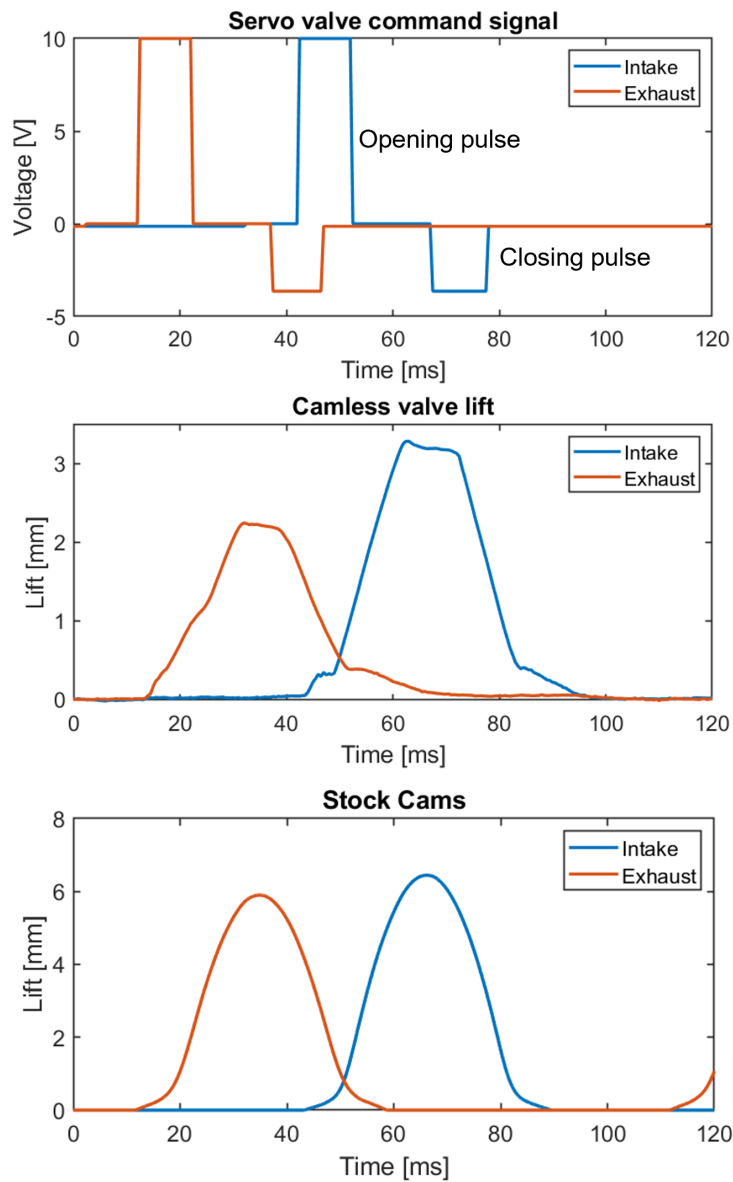 Servo valve command signal
10
5
0
-5
Voltage [V]
Intake
Exhaust
Opening pulse
Closing pulse
0 20 40 60 80 100 120
Time [ms]
Camless valve lift
3
2
1
0
Lift [mm]
Intake
Exhaust
0 20 40 60 80 100 120
Time [ms]
Stock Cams
8
6
4
2
0
Lift [mm]
Intake
Exhaust
0 20 40 60 80 100 120
Time [ms]